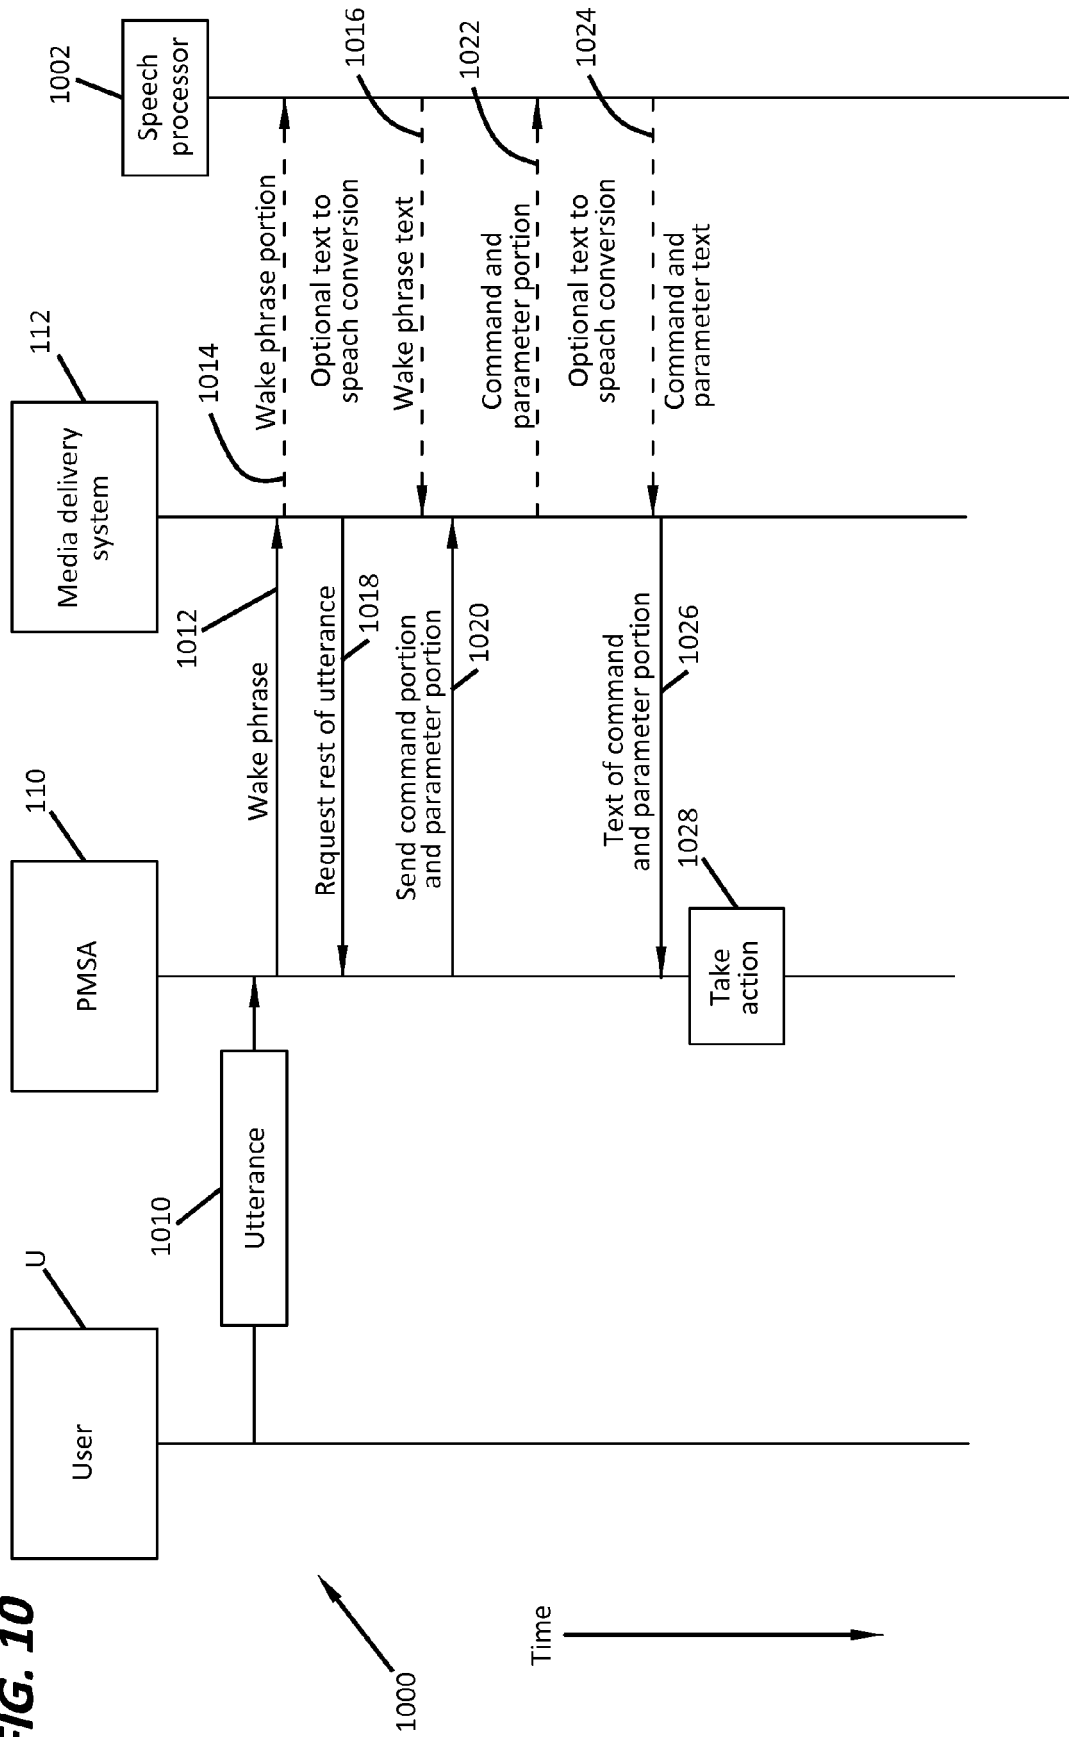 FIG. 10
1000
Time
User
U
PMSA
110
Media delivery
system
112
Speech
processor
1002
1010
Utterance
Wake phrase
1012
1014
Wake phrase portion
Optional text to
speach conversion
1016
Wake phrase text
Request rest of utterance
1018
Send command portion
and parameter portion
1020
Command and
parameter portion
1022
Optional text to
speach conversion
1024
Command and
parameter text
Text of command
and parameter portion
1026
1028
Take
action